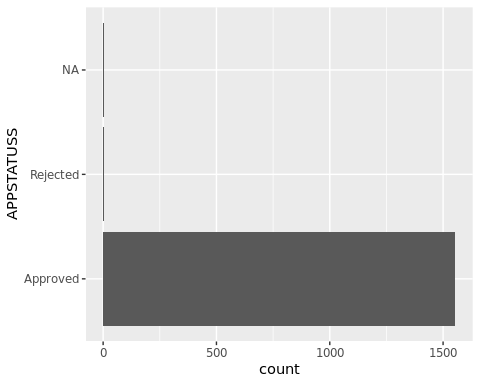 APPSTATUSS
NA
Rejected
Approved
0 500 1000 1500
count